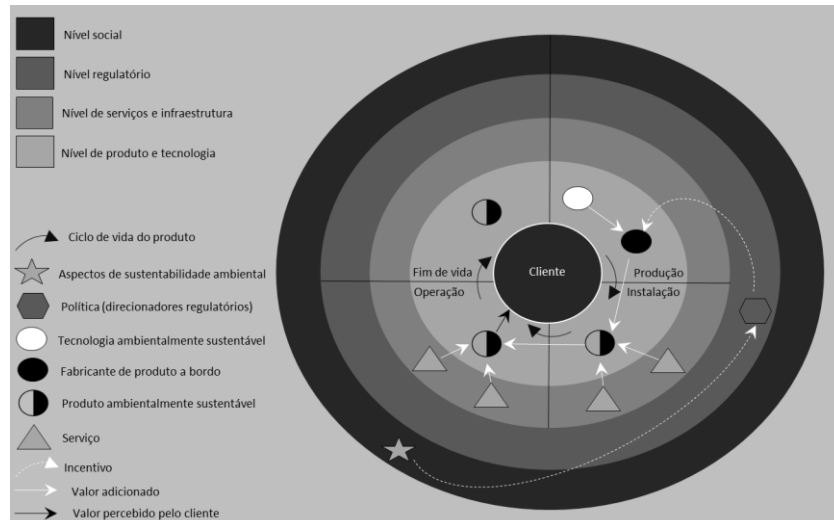 Nível social
Nível regulatório
Nível de serviços e infraestrutura
Nível de produto e tecnologia
Ciclo de vida do produto
Aspectos de sustentabilidade ambiental
Política (direcionadores regulatórios)
Tecnologia ambientalmente sustentável
Fabricante de produto a bordo
Produto ambientalmente sustentável
Serviço
Incentivo
Valor adicionado
Valor percebido pelo cliente
Fim de vida
Cliente
Produção
Operação
Instalação